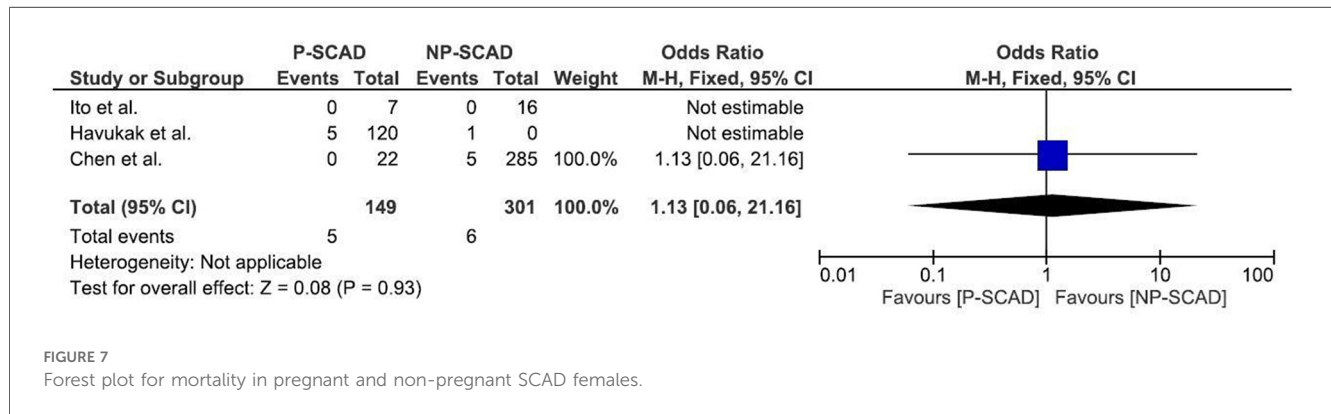 P-SCAD NP-SCAD Odds Ratio Odds Ratio
Study or Subgroup Events Total Events Total Weight M-H, Fixed, 95% CI M-H, Fixed, 95% CI
Ito et al. 0 7 0 16 Not estimable
Havukak et al. 5 120 1 0 Not estimable
Chen et al. 0 22 5 285 100.0% 1.13 [0.06, 21.16]
Total (95% CI) 149 301 100.0% 1.13 [0.06, 21.16]
Total events 5 6
Heterogeneity: Not applicable
Test for overall effect: Z = 0.08 (P = 0.93)
0.01 0.1 1 10 100
Favours [P-SCAD] Favours [NP-SCAD]
FIGURE 7
Forest plot for mortality in pregnant and non-pregnant SCAD females.